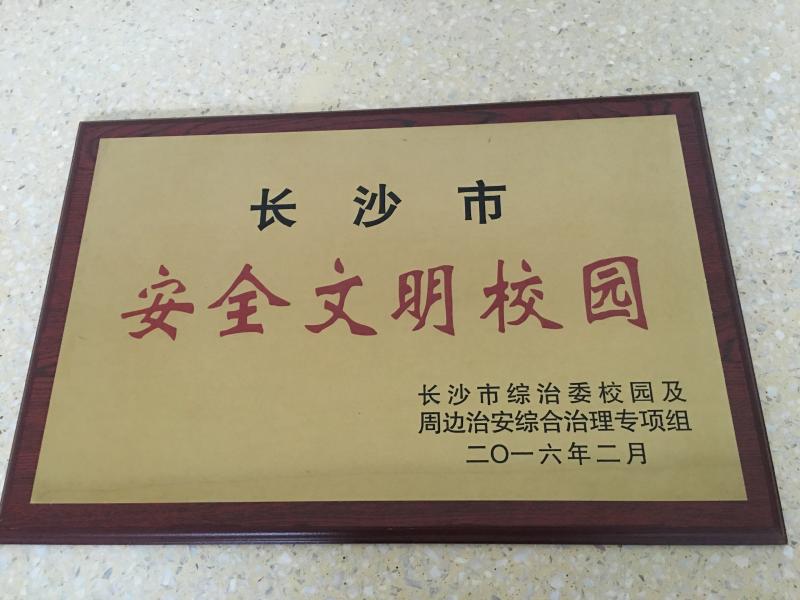 长沙市
安全文明校园
长沙市综治委校园及
周边治安综合治理专项组
二〇一六年二月